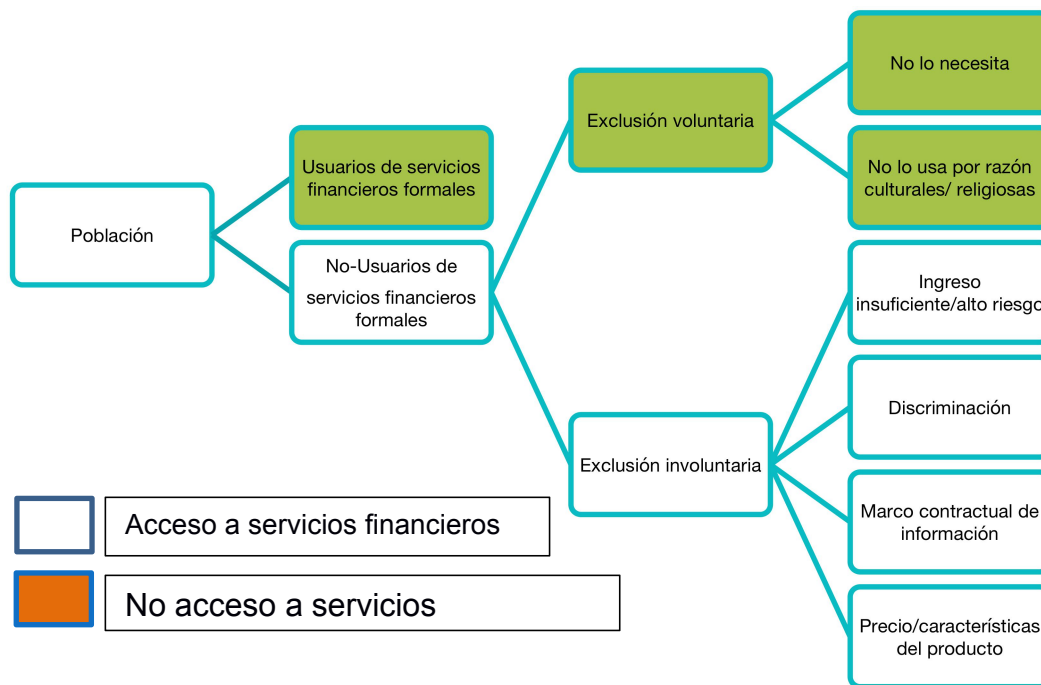 No lo necesita
Exclusión voluntaria
Usuarios de servicios
financieros formales
No lo usa por razón
culturales/ religiosas
Población
No-Usuarios de
servicios financieros
formales
Ingreso
insuficiente/alto riesgo
Discriminación
Exclusión involuntaria
Marco contractual de
información
Precio/características
del producto
Acceso a servicios financieros
No acceso a servicios